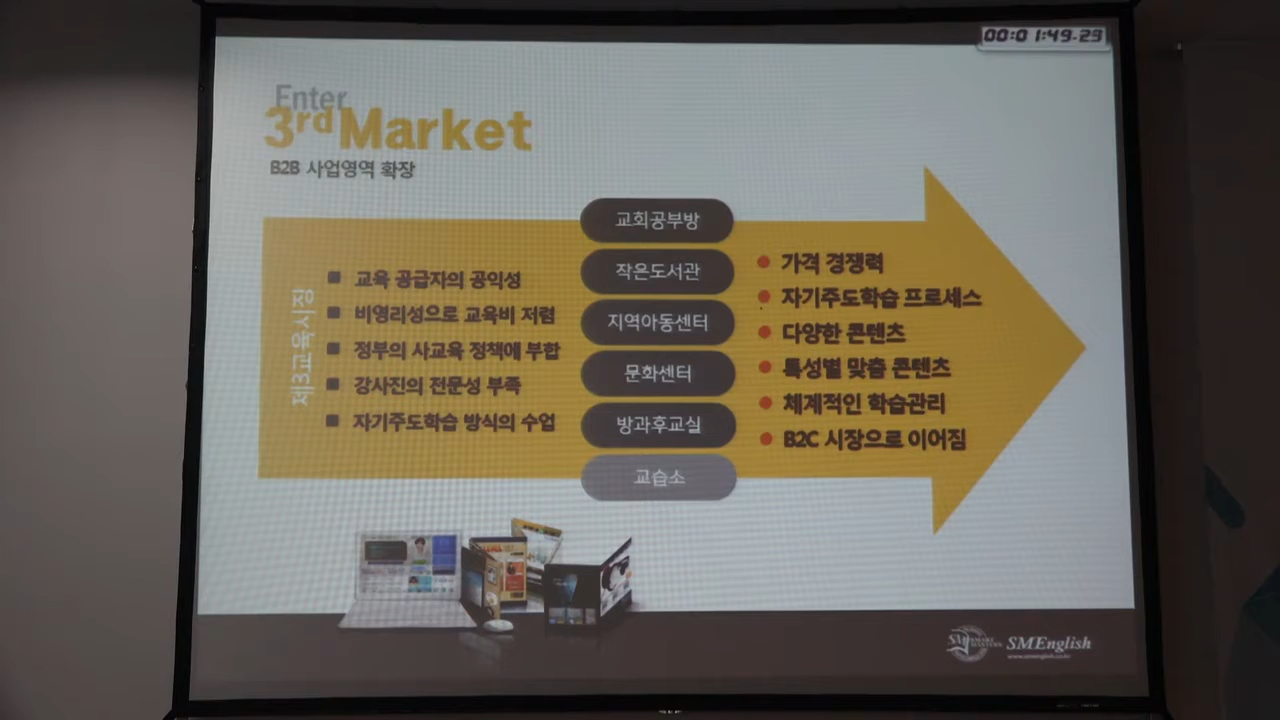 00:01:49.29
Enter
3rd Market
B2B 사업영역 확장
제3교육시장
■ 교육 공급자의 공익성
■ 비영리성으로 교육비 저렴
■ 정부의 사교육 정책에 부합
■ 강사진의 전문성 부족
■ 자기주도학습 방식의 수업
교회공부방
작은도서관
지역아동센터
문화센터
방과후교실
교습소
● 가격 경쟁력
● 자기주도학습 프로세스
● 다양한 콘텐츠
● 특성별 맞춤 콘텐츠
● 체계적인 학습관리
● B2C 시장으로 이어짐
SMEnglish
www.smenglish.co.kr